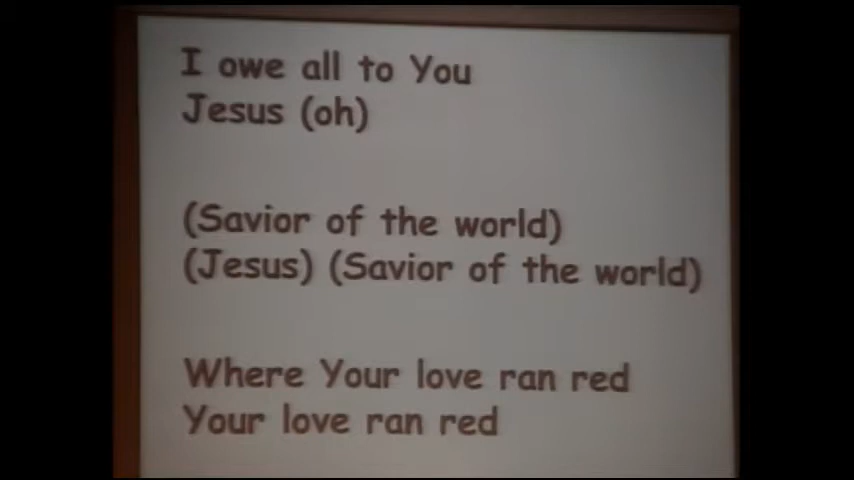 I owe all to You
Jesus (oh)
(Savior of the world)
(Jesus) (Savior of the world)
Where Your love ran red
Your love ran red